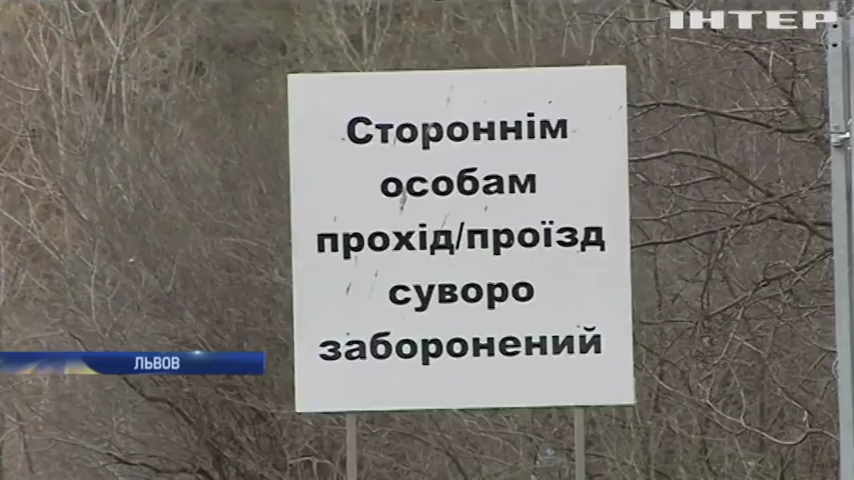 ІНТЕР
Стороннім
особам
прохід/проїзд
суворо
заборонений
ЛЬВОВ